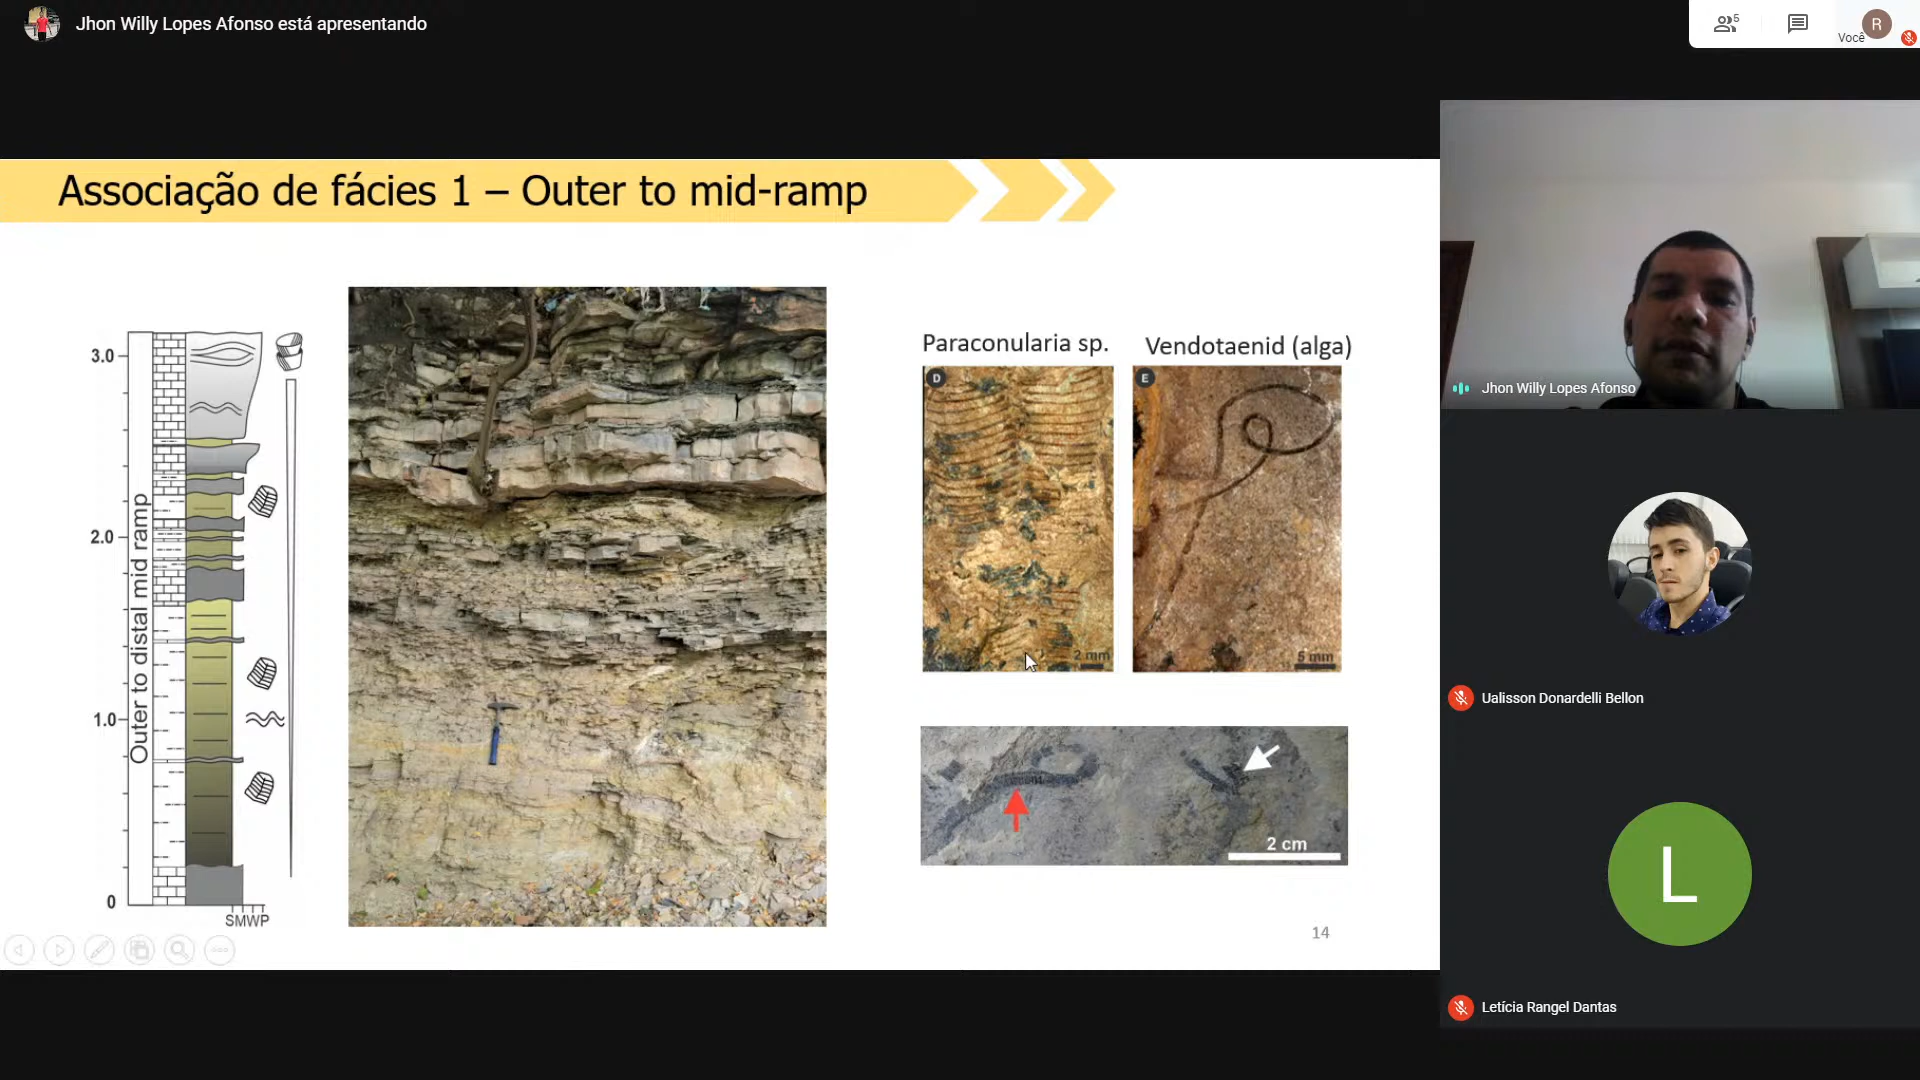 Jhon Willy Lopes Afonso está apresentando
5
Você
R
Associação de fácies 1 – Outer to mid-ramp
3.0
2.0
1.0
0
Outer to distal mid ramp
SMWP
Paraconularia sp.
Vendotaenid (alga)
D
2 mm
E
5 mm
2 cm
14
Jhon Willy Lopes Afonso
Ualisson Donardelli Bellon
L
Letícia Rangel Dantas